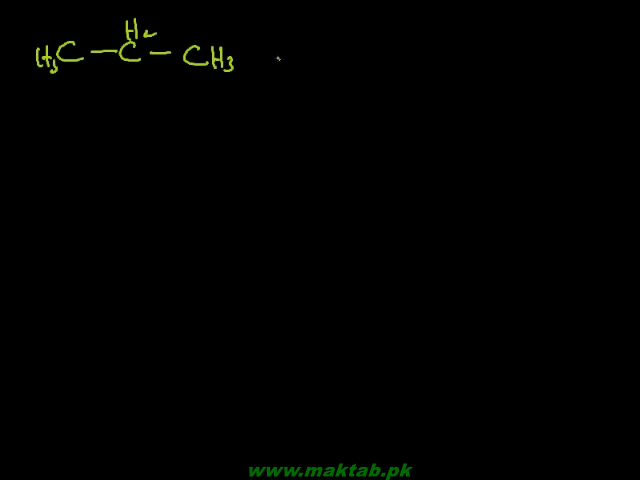 H₂
H₃C — C — CH₃
www.maktab.pk